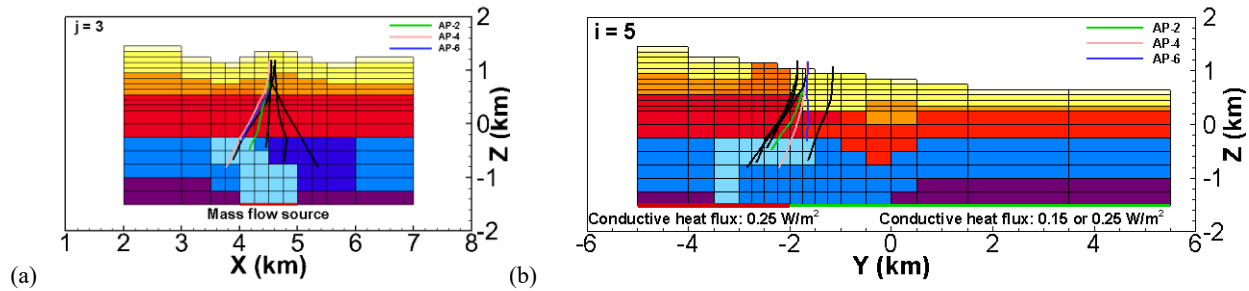 j = 3
AP-2
AP-4
AP-6
2
1
0
-1
-2
Z (km)
Mass flow source
1 2 3 4 5 6 7 8
X (km)
(a)
i = 5
AP-2
AP-4
AP-6
2
1
0
-1
-2
Z (km)
Conductive heat flux: 0.25 W/m² Conductive heat flux: 0.15 or 0.25 W/m²
-6 -4 -2 0 2 4 6
Y (km)
(b)